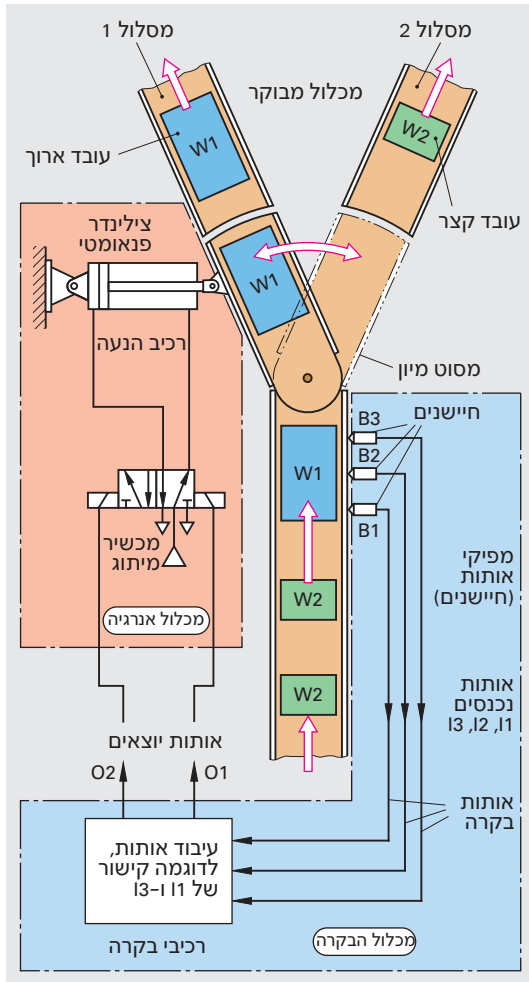 מסלול 1
מסלול 2
מכלול מבוקר
W1
W2
עובד ארוך
עובד קצר
צילינדר
פנאומטי
W1
רכיב הנעה
מסוט מיון
חיישנים
B3
B2
B1
W1
מכשיר
מיתוג
מפיקי
אותות
(חיישנים)
W2
מכלול אנרגיה
W2
אותות
נכנסים
I1, I2, I3
אותות יוצאים
O2
O1
אותות
בקרה
עיבוד אותות,
לדוגמה קישור
של I1 ו-I3
רכיבי בקרה
מכלול הבקרה